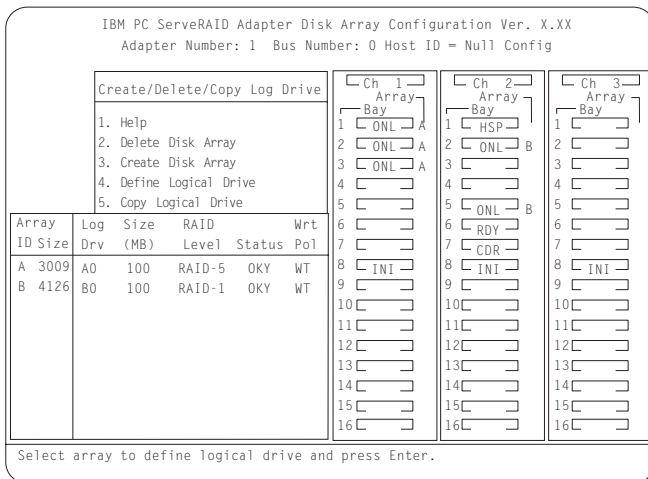 IBM PC ServeRAID Adapter Disk Array Configuration Ver. X.XX
Adapter Number: 1 Bus Number: 0 Host ID = Null Config
Create/Delete/Copy Log Drive
1. Help
2. Delete Disk Array
3. Create Disk Array
4. Define Logical Drive
5. Copy Logical Drive
Array Log Size RAID Wrt
ID Size Drv (MB) Level Status Pol
A 3009 A0 100 RAID-5 OKY WT
B 4126 B0 100 RAID-1 OKY WT
Ch 1
Array
Bay
1 ONL A
2 ONL A
3 ONL A
4
5
6
7
8 INI
9
10
11
12
13
14
15
16
Ch 2
Array
Bay
1 HSP
2 ONL B
3
4
5 ONL B
6 RDY
7 CDR
8 INI
9
10
11
12
13
14
15
16
Ch 3
Array
Bay
1
2
3
4
5
6
7
8 INI
9
10
11
12
13
14
15
16
Select array to define logical drive and press Enter.